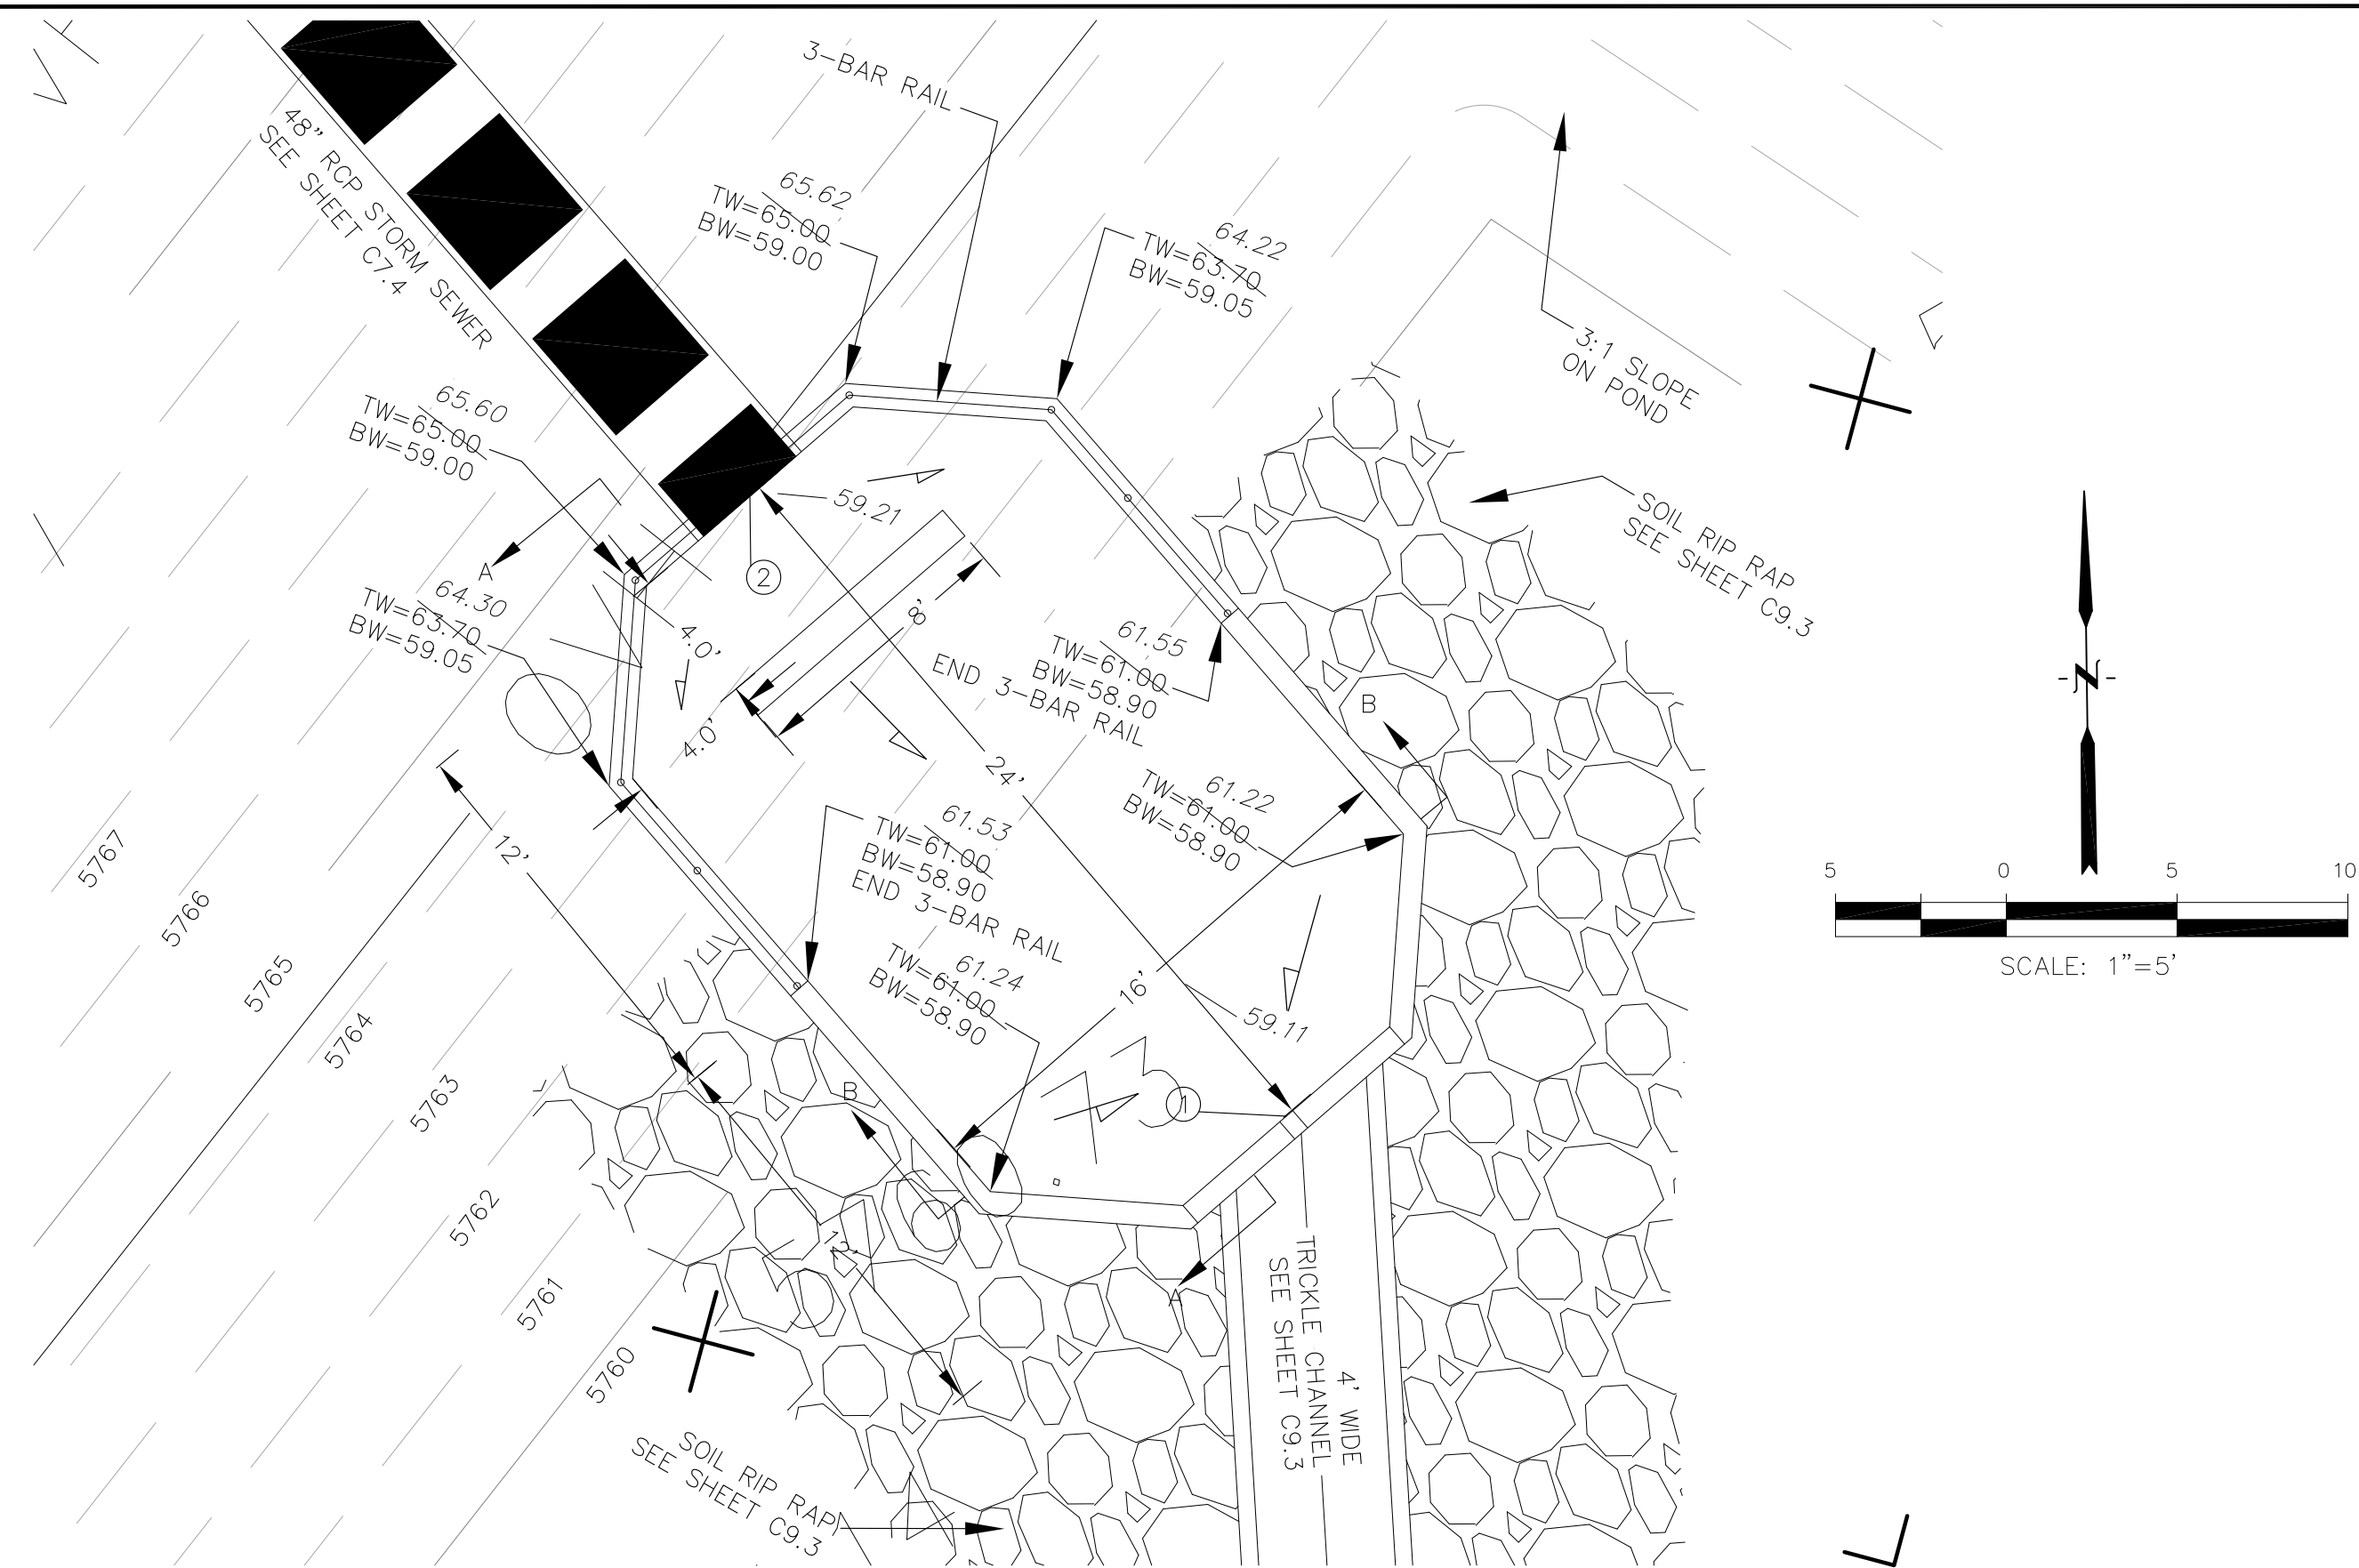 3-BAR RAIL
48" RCP STORM SEWER
SEE SHEET C7.4
65.62
TW=65.00
BW=59.00
64.22
TW=63.70
BW=59.05
3:1 SLOPE
ON POND
65.60
TW=65.00
BW=59.00
59.21
SOIL RIP RAP
SEE SHEET C9.3
A
2
64.30
TW=63.70
BW=59.05
4.0'
8'
4.0'
61.55
TW=61.00
BW=58.90
END 3-BAR RAIL
B
N
24'
61.22
TW=61.00
BW=58.90
12'
61.53
TW=61.00
BW=58.90
END 3-BAR RAIL
5767
5766
5765
5764
5763
5762
5761
5760
5 0 5 10
SCALE: 1"=5'
61.24
TW=61.00
BW=58.90
16'
59.11
B
1
12'
A
4' WIDE
TRICKLE CHANNEL
SEE SHEET C9.3
SOIL RIP RAP
SEE SHEET C9.3